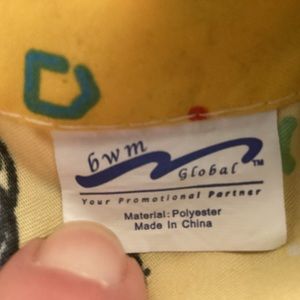 bwm
Global™
Your Promotional Partner
Material: Polyester
Made In China